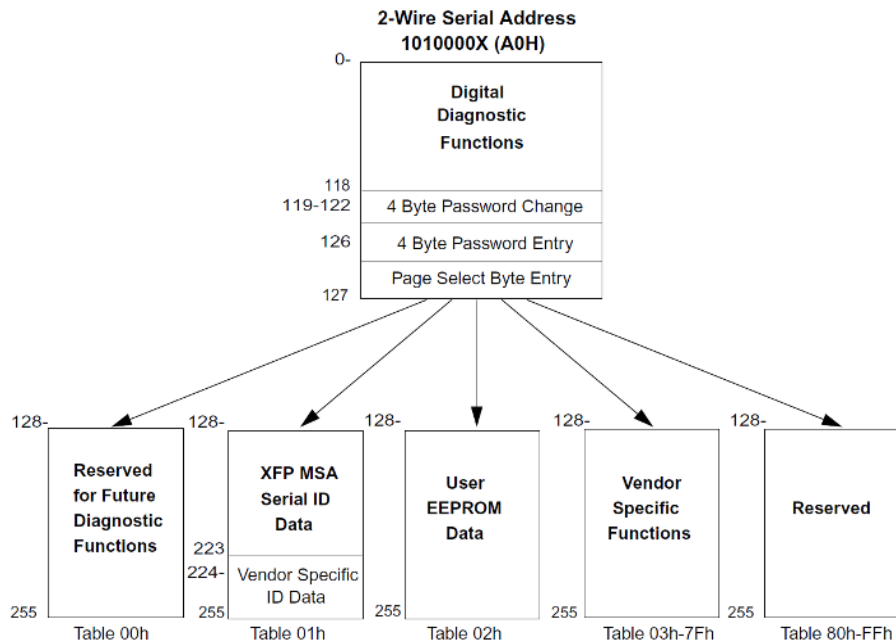 2-Wire Serial Address
1010000X (A0H)
0-
Digital
Diagnostic
Functions
118
119-122
4 Byte Password Change
126
4 Byte Password Entry
Page Select Byte Entry
127
128-
Reserved
for Future
Diagnostic
Functions
255
Table 00h
128-
XFP MSA
Serial ID
Data
223
224-
Vendor Specific
ID Data
255
Table 01h
128-
User
EEPROM
Data
255
Table 02h
128-
Vendor
Specific
Functions
255
Table 03h-7Fh
128-
Reserved
255
Table 80h-FFh